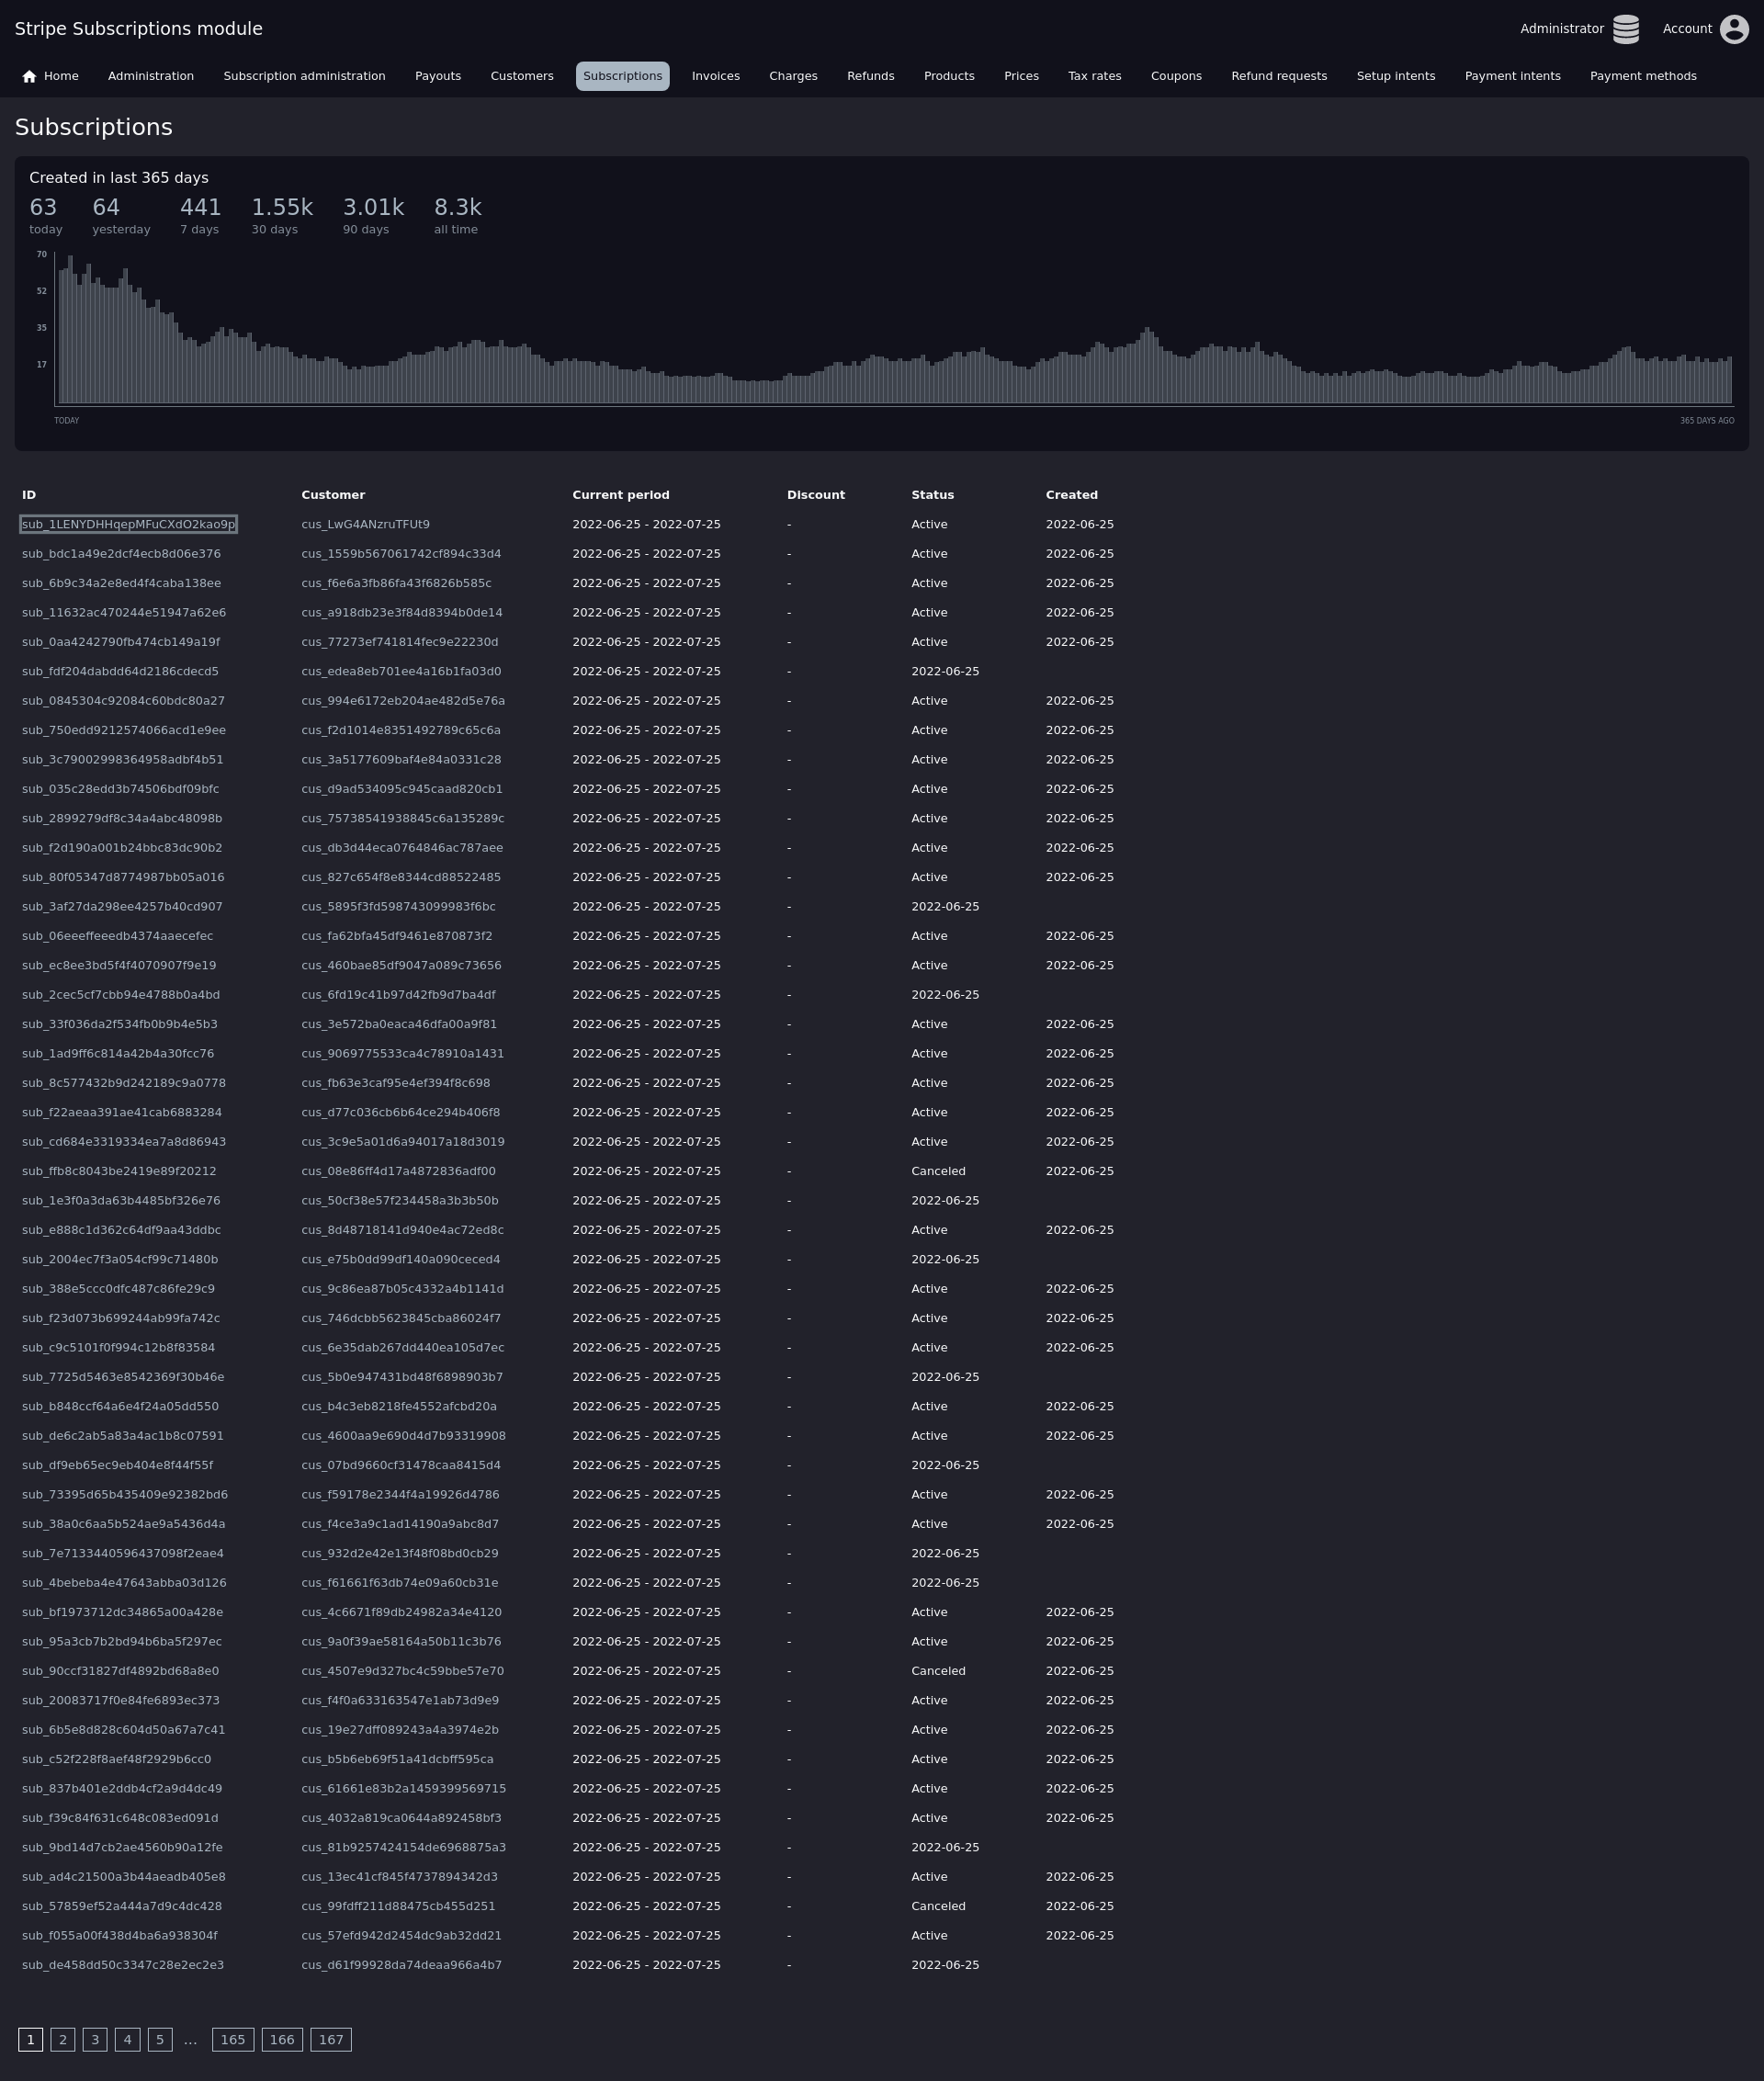 Stripe Subscriptions module
Administrator Account
Home Administration Subscription administration Payouts Customers Subscriptions Invoices Charges Refunds Products Prices Tax rates Coupons Refund requests Setup intents Payment intents Payment methods
Subscriptions
Created in last 365 days
63 64 441 1.55k 3.01k 8.3k
today yesterday 7 days 30 days 90 days all time
70
52
35
17
TODAY 365 DAYS AGO
ID Customer Current period Discount Status Created
sub_1LENYDHHqepMFuCXdO2kao9p cus_LwG4ANzruTFUt9 2022-06-25 - 2022-07-25 - Active 2022-06-25
sub_bdc1a49e2dcf4ecb8d06e376 cus_1559b567061742cf894c33d4 2022-06-25 - 2022-07-25 - Active 2022-06-25
sub_6b9c34a2e8ed4f4caba138ee cus_f6e6a3fb86fa43f6826b585c 2022-06-25 - 2022-07-25 - Active 2022-06-25
sub_11632ac470244e51947a62e6 cus_a918db23e3f84d8394b0de14 2022-06-25 - 2022-07-25 - Active 2022-06-25
sub_0aa4242790fb474cb149a19f cus_77273ef741814fec9e22230d 2022-06-25 - 2022-07-25 - Active 2022-06-25
sub_fdf204dabdd64d2186cdecd5 cus_edea8eb701ee4a16b1fa03d0 2022-06-25 - 2022-07-25 - 2022-06-25
sub_0845304c92084c60bdc80a27 cus_994e6172eb204ae482d5e76a 2022-06-25 - 2022-07-25 - Active 2022-06-25
sub_750edd9212574066acd1e9ee cus_f2d1014e8351492789c65c6a 2022-06-25 - 2022-07-25 - Active 2022-06-25
sub_3c79002998364958adbf4b51 cus_3a5177609baf4e84a0331c28 2022-06-25 - 2022-07-25 - Active 2022-06-25
sub_035c28edd3b74506bdf09bfc cus_d9ad534095c945caad820cb1 2022-06-25 - 2022-07-25 - Active 2022-06-25
sub_2899279df8c34a4abc48098b cus_75738541938845c6a135289c 2022-06-25 - 2022-07-25 - Active 2022-06-25
sub_f2d190a001b24bbc83dc90b2 cus_db3d44eca0764846ac787aee 2022-06-25 - 2022-07-25 - Active 2022-06-25
sub_80f05347d8774987bb05a016 cus_827c654f8e8344cd88522485 2022-06-25 - 2022-07-25 - Active 2022-06-25
sub_3af27da298ee4257b40cd907 cus_5895f3fd598743099983f6bc 2022-06-25 - 2022-07-25 - 2022-06-25
sub_06eeeffeeedb4374aaecefec cus_fa62bfa45df9461e870873f2 2022-06-25 - 2022-07-25 - Active 2022-06-25
sub_ec8ee3bd5f4f4070907f9e19 cus_460bae85df9047a089c73656 2022-06-25 - 2022-07-25 - Active 2022-06-25
sub_2cec5cf7cbb94e4788b0a4bd cus_6fd19c41b97d42fb9d7ba4df 2022-06-25 - 2022-07-25 - 2022-06-25
sub_33f036da2f534fb0b9b4e5b3 cus_3e572ba0eaca46dfa00a9f81 2022-06-25 - 2022-07-25 - Active 2022-06-25
sub_1ad9ff6c814a42b4a30fcc76 cus_9069775533ca4c78910a1431 2022-06-25 - 2022-07-25 - Active 2022-06-25
sub_8c577432b9d242189c9a0778 cus_fb63e3caf95e4ef394f8c698 2022-06-25 - 2022-07-25 - Active 2022-06-25
sub_f22aeaa391ae41cab6883284 cus_d77c036cb6b64ce294b406f8 2022-06-25 - 2022-07-25 - Active 2022-06-25
sub_cd684e3319334ea7a8d86943 cus_3c9e5a01d6a94017a18d3019 2022-06-25 - 2022-07-25 - Active 2022-06-25
sub_ffb8c8043be2419e89f20212 cus_08e86ff4d17a4872836adf00 2022-06-25 - 2022-07-25 - Canceled 2022-06-25
sub_1e3f0a3da63b4485bf326e76 cus_50cf38e57f234458a3b3b50b 2022-06-25 - 2022-07-25 - 2022-06-25
sub_e888c1d362c64df9aa43ddbc cus_8d48718141d940e4ac72ed8c 2022-06-25 - 2022-07-25 - Active 2022-06-25
sub_2004ec7f3a054cf99c71480b cus_e75b0dd99df140a090ceced4 2022-06-25 - 2022-07-25 - 2022-06-25
sub_388e5ccc0dfc487c86fe29c9 cus_9c86ea87b05c4332a4b1141d 2022-06-25 - 2022-07-25 - Active 2022-06-25
sub_f23d073b699244ab99fa742c cus_746dcbb5623845cba86024f7 2022-06-25 - 2022-07-25 - Active 2022-06-25
sub_c9c5101f0f994c12b8f83584 cus_6e35dab267dd440ea105d7ec 2022-06-25 - 2022-07-25 - Active 2022-06-25
sub_7725d5463e8542369f30b46e cus_5b0e947431bd48f6898903b7 2022-06-25 - 2022-07-25 - 2022-06-25
sub_b848ccf64a6e4f24a05dd550 cus_b4c3eb8218fe4552afcbd20a 2022-06-25 - 2022-07-25 - Active 2022-06-25
sub_de6c2ab5a83a4ac1b8c07591 cus_4600aa9e690d4d7b93319908 2022-06-25 - 2022-07-25 - Active 2022-06-25
sub_df9eb65ec9eb404e8f44f55f cus_07bd9660cf31478caa8415d4 2022-06-25 - 2022-07-25 - 2022-06-25
sub_73395d65b435409e92382bd6 cus_f59178e2344f4a19926d4786 2022-06-25 - 2022-07-25 - Active 2022-06-25
sub_38a0c6aa5b524ae9a5436d4a cus_f4ce3a9c1ad14190a9abc8d7 2022-06-25 - 2022-07-25 - Active 2022-06-25
sub_7e7133440596437098f2eae4 cus_932d2e42e13f48f08bd0cb29 2022-06-25 - 2022-07-25 - 2022-06-25
sub_4bebeba4e47643abba03d126 cus_f61661f63db74e09a60cb31e 2022-06-25 - 2022-07-25 - 2022-06-25
sub_bf1973712dc34865a00a428e cus_4c6671f89db24982a34e4120 2022-06-25 - 2022-07-25 - Active 2022-06-25
sub_95a3cb7b2bd94b6ba5f297ec cus_9a0f39ae58164a50b11c3b76 2022-06-25 - 2022-07-25 - Active 2022-06-25
sub_90ccf31827df4892bd68a8e0 cus_4507e9d327bc4c59bbe57e70 2022-06-25 - 2022-07-25 - Canceled 2022-06-25
sub_20083717f0e84fe6893ec373 cus_f4f0a633163547e1ab73d9e9 2022-06-25 - 2022-07-25 - Active 2022-06-25
sub_6b5e8d828c604d50a67a7c41 cus_19e27dff089243a4a3974e2b 2022-06-25 - 2022-07-25 - Active 2022-06-25
sub_c52f228f8aef48f2929b6cc0 cus_b5b6eb69f51a41dcbff595ca 2022-06-25 - 2022-07-25 - Active 2022-06-25
sub_837b401e2ddb4cf2a9d4dc49 cus_61661e83b2a1459399569715 2022-06-25 - 2022-07-25 - Active 2022-06-25
sub_f39c84f631c648c083ed091d cus_4032a819ca0644a892458bf3 2022-06-25 - 2022-07-25 - Active 2022-06-25
sub_9bd14d7cb2ae4560b90a12fe cus_81b9257424154de6968875a3 2022-06-25 - 2022-07-25 - 2022-06-25
sub_ad4c21500a3b44aeadb405e8 cus_13ec41cf845f4737894342d3 2022-06-25 - 2022-07-25 - Active 2022-06-25
sub_57859ef52a444a7d9c4dc428 cus_99fdff211d88475cb455d251 2022-06-25 - 2022-07-25 - Canceled 2022-06-25
sub_f055a00f438d4ba6a938304f cus_57efd942d2454dc9ab32dd21 2022-06-25 - 2022-07-25 - Active 2022-06-25
sub_de458dd50c3347c28e2ec2e3 cus_d61f99928da74deaa966a4b7 2022-06-25 - 2022-07-25 - 2022-06-25
1 2 3 4 5 ... 165 166 167